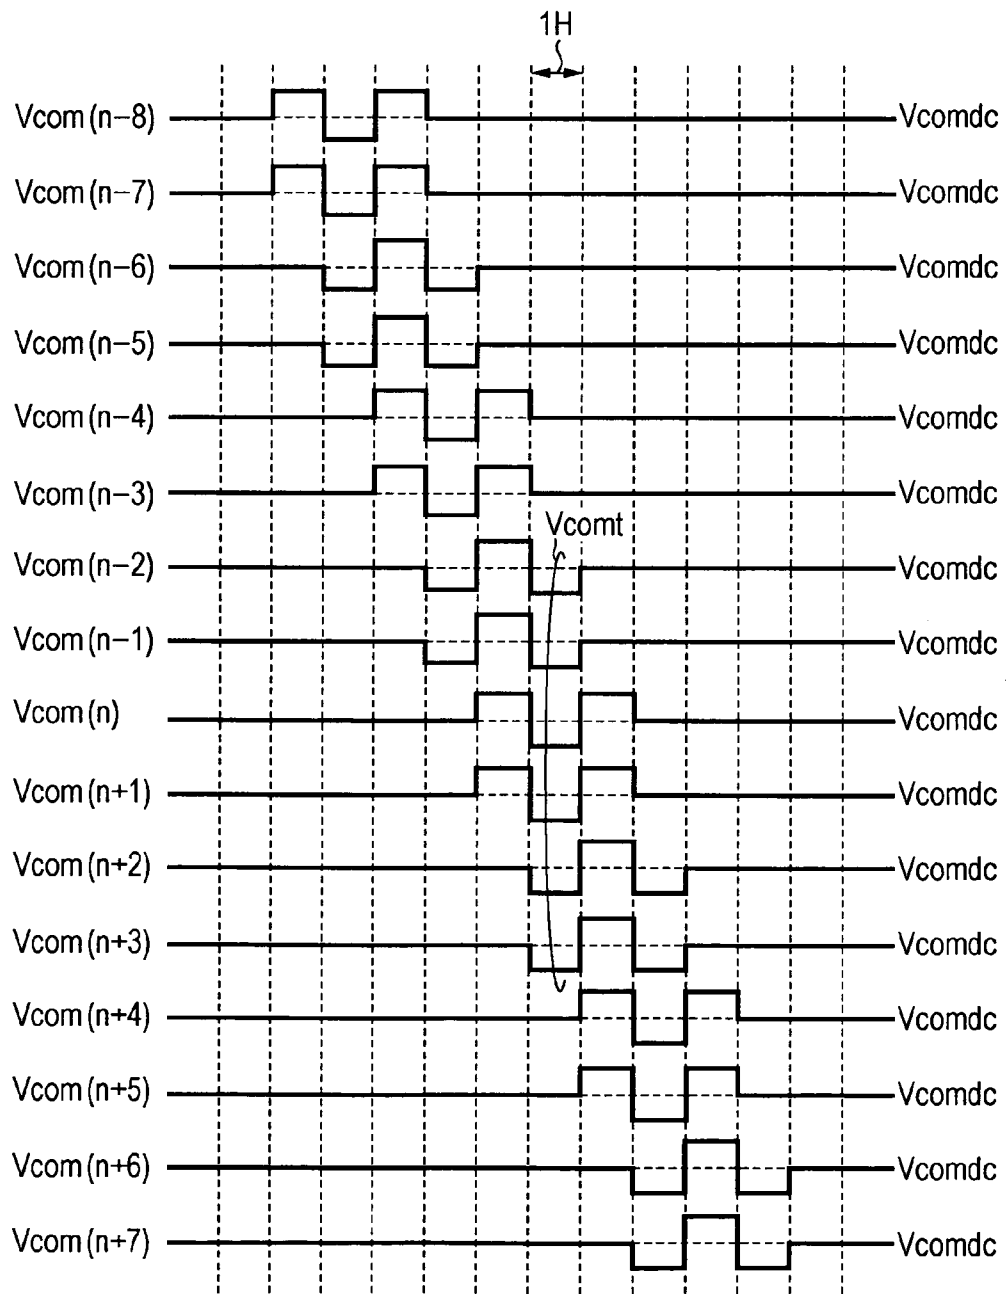 1H
Vcom(n-8) Vcomdc
Vcom(n-7) Vcomdc
Vcom(n-6) Vcomdc
Vcom(n-5) Vcomdc
Vcom(n-4) Vcomdc
Vcom(n-3) Vcomdc
Vcomt
Vcom(n-2) Vcomdc
Vcom(n-1) Vcomdc
Vcom(n) Vcomdc
Vcom(n+1) Vcomdc
Vcom(n+2) Vcomdc
Vcom(n+3) Vcomdc
Vcom(n+4) Vcomdc
Vcom(n+5) Vcomdc
Vcom(n+6) Vcomdc
Vcom(n+7) Vcomdc